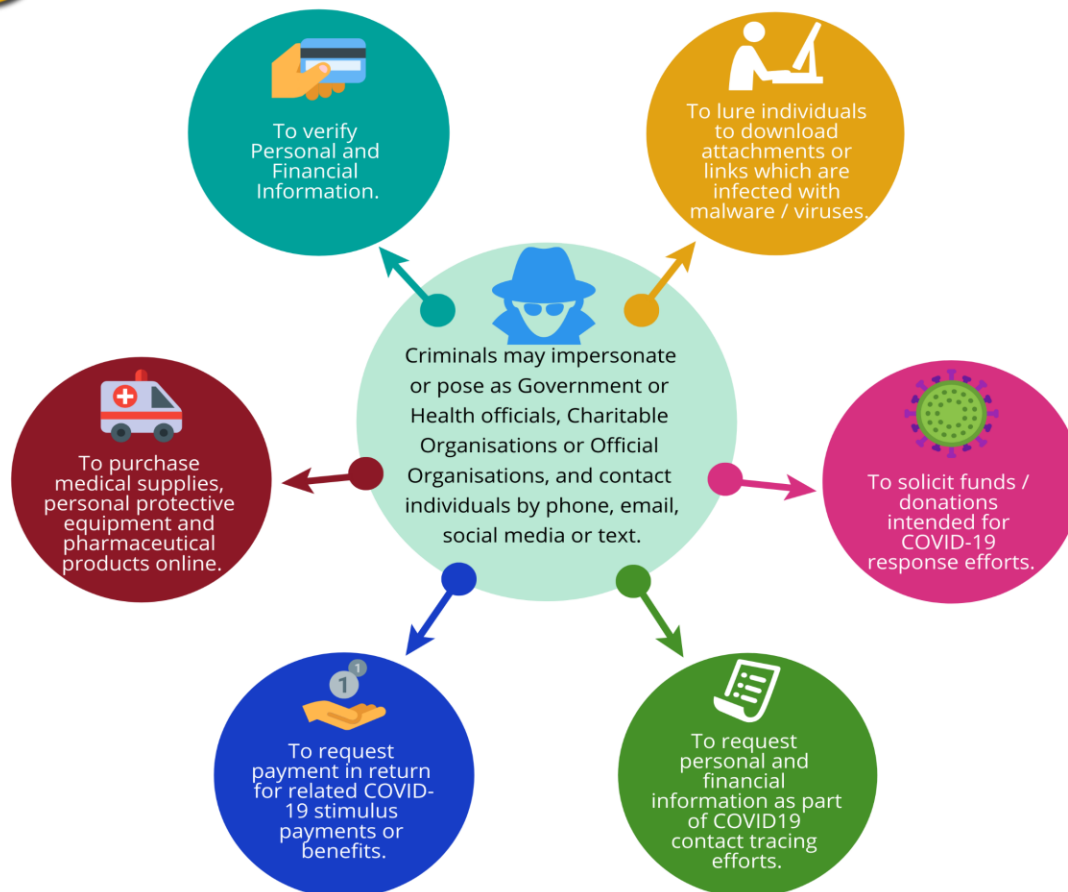 To verify
Personal and
Financial
Information.
To lure individuals
to download
attachments or
links which are
infected with
malware / viruses.
Criminals may impersonate
or pose as Government or
Health officials, Charitable
Organisations or Official
Organisations, and contact
individuals by phone, email,
social media or text.
To purchase
medical supplies,
personal protective
equipment and
pharmaceutical
products online.
To solicit funds /
donations
intended for
COVID-19
response efforts.
1
1
To request
payment in return
for related COVID-
19 stimulus
payments or
benefits.
To request
personal and
financial
information as part
of COVID19
contact tracing
efforts.